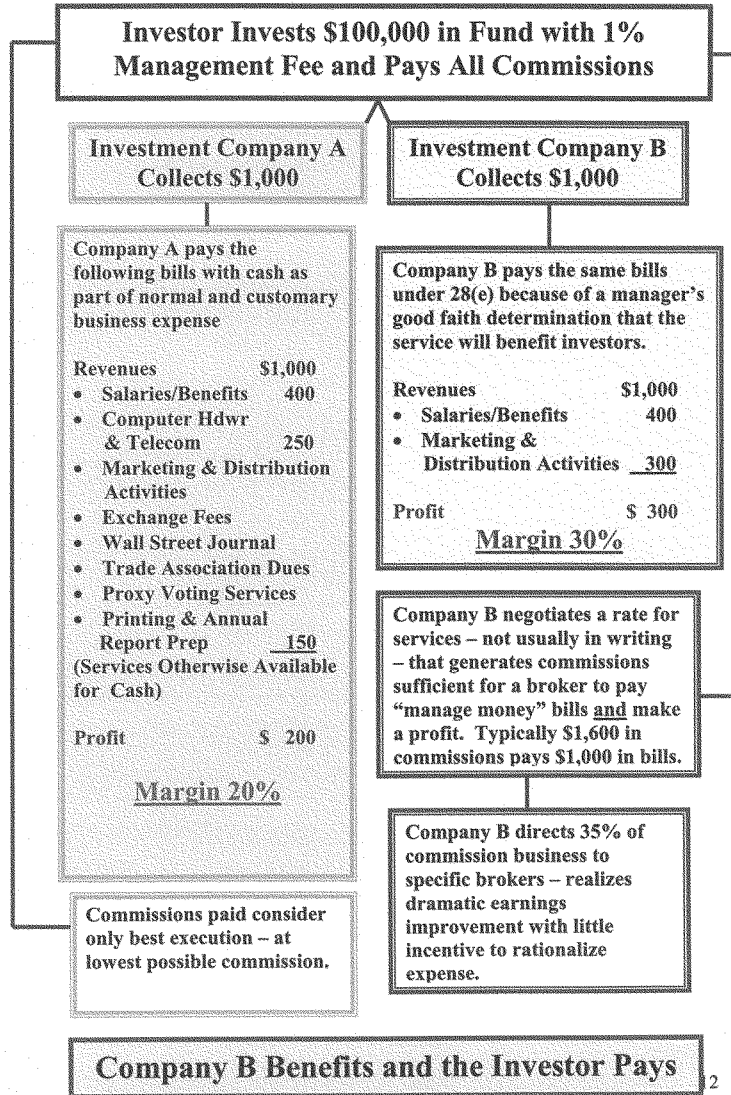 Investor Invests $100,000 in Fund with 1%
Management Fee and Pays All Commissions
Investment Company A
Collects $1,000
Company A pays the
following bills with cash as
part of normal and customary
business expense
Revenues $1,000
• Salaries/Benefits 400
• Computer Hdwr
& Telecom 250
• Marketing & Distribution
Activities
• Exchange Fees
• Wall Street Journal
• Trade Association Dues
• Proxy Voting Services
• Printing & Annual
Report Prep 150
(Services Otherwise Available
for Cash)
Profit $ 200
Margin 20%
Commissions paid consider
only best execution – at
lowest possible commission.
Investment Company B
Collects $1,000
Company B pays the same bills
under 28(e) because of a manager's
good faith determination that the
service will benefit investors.
Revenues $1,000
• Salaries/Benefits 400
• Marketing &
Distribution Activities 300
Profit $ 300
Margin 30%
Company B negotiates a rate for
services – not usually in writing
– that generates commissions
sufficient for a broker to pay
“manage money” bills and make
a profit. Typically $1,600 in
commissions pays $1,000 in bills.
Company B directs 35% of
commission business to
specific brokers – realizes
dramatic earnings
improvement with little
incentive to rationalize
expense.
Company B Benefits and the Investor Pays